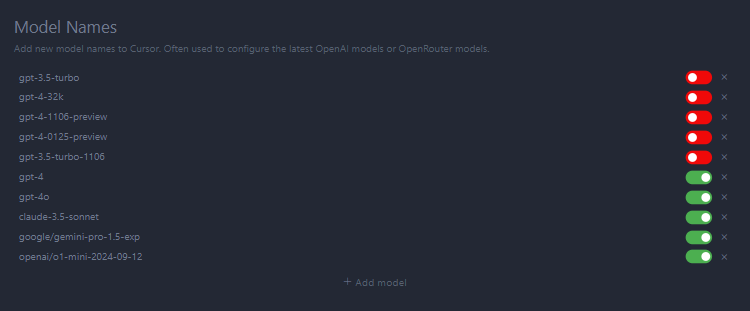 Model Names
Add new model names to Cursor. Often used to configure the latest OpenAI models or OpenRouter models.
gpt-3.5-turbo ×
gpt-4-32k ×
gpt-4-1106-preview ×
gpt-4-0125-preview ×
gpt-3.5-turbo-1106 ×
gpt-4 ×
gpt-4o ×
claude-3.5-sonnet ×
google/gemini-pro-1.5-exp ×
openai/o1-mini-2024-09-12 ×
+ Add model